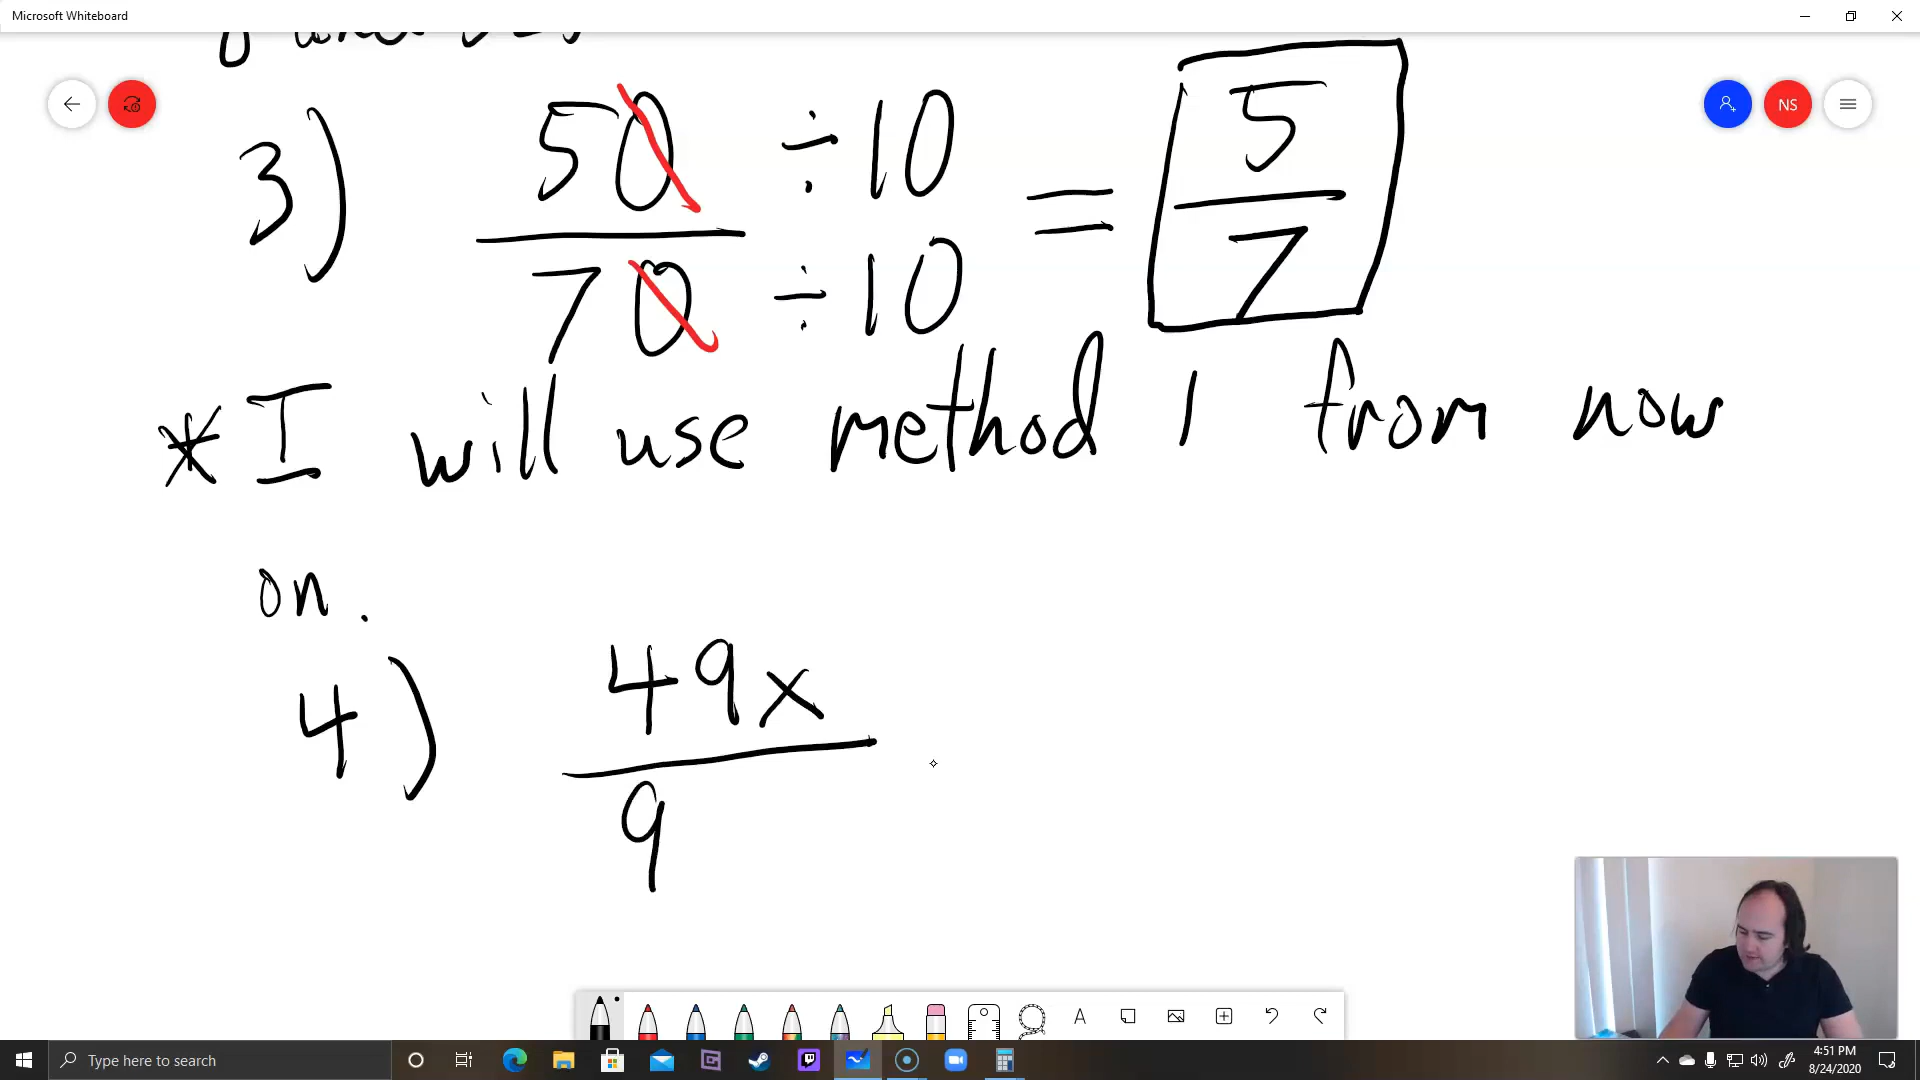 Microsoft Whiteboard
NS
3) 50 ÷10 = 5
70 ÷10 7
*I will use method 1 from now
on.
4) 49x
9
A
Type here to search
4:51 PM
8/24/2020